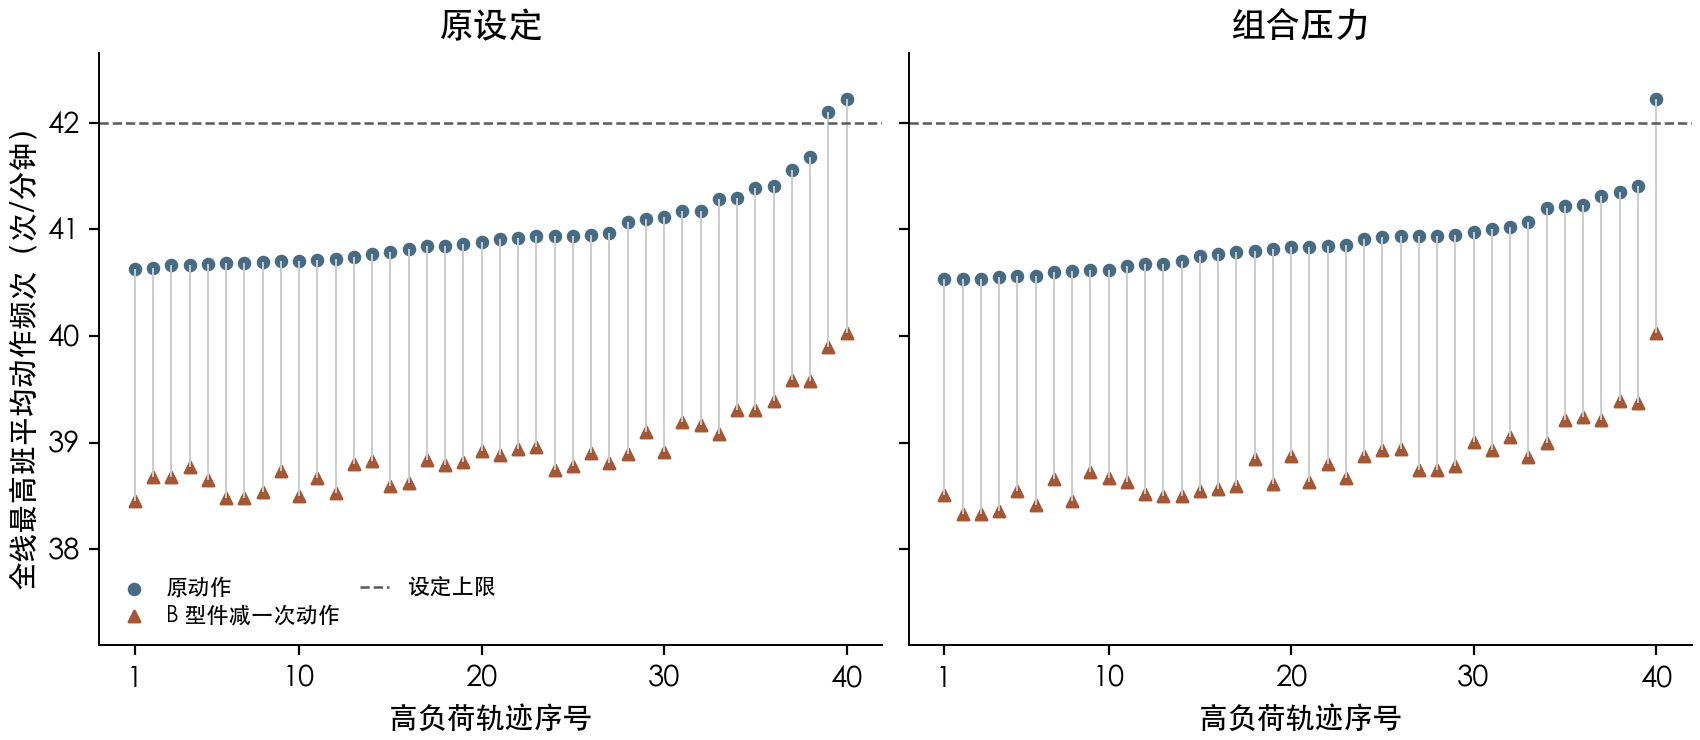 原设定
组合压力
全线最高班平均动作频次（次/分钟）
42
41
40
39
38
原动作
设定上限
B 型件减一次动作
1
10
20
30
40
1
10
20
30
40
高负荷轨迹序号
高负荷轨迹序号